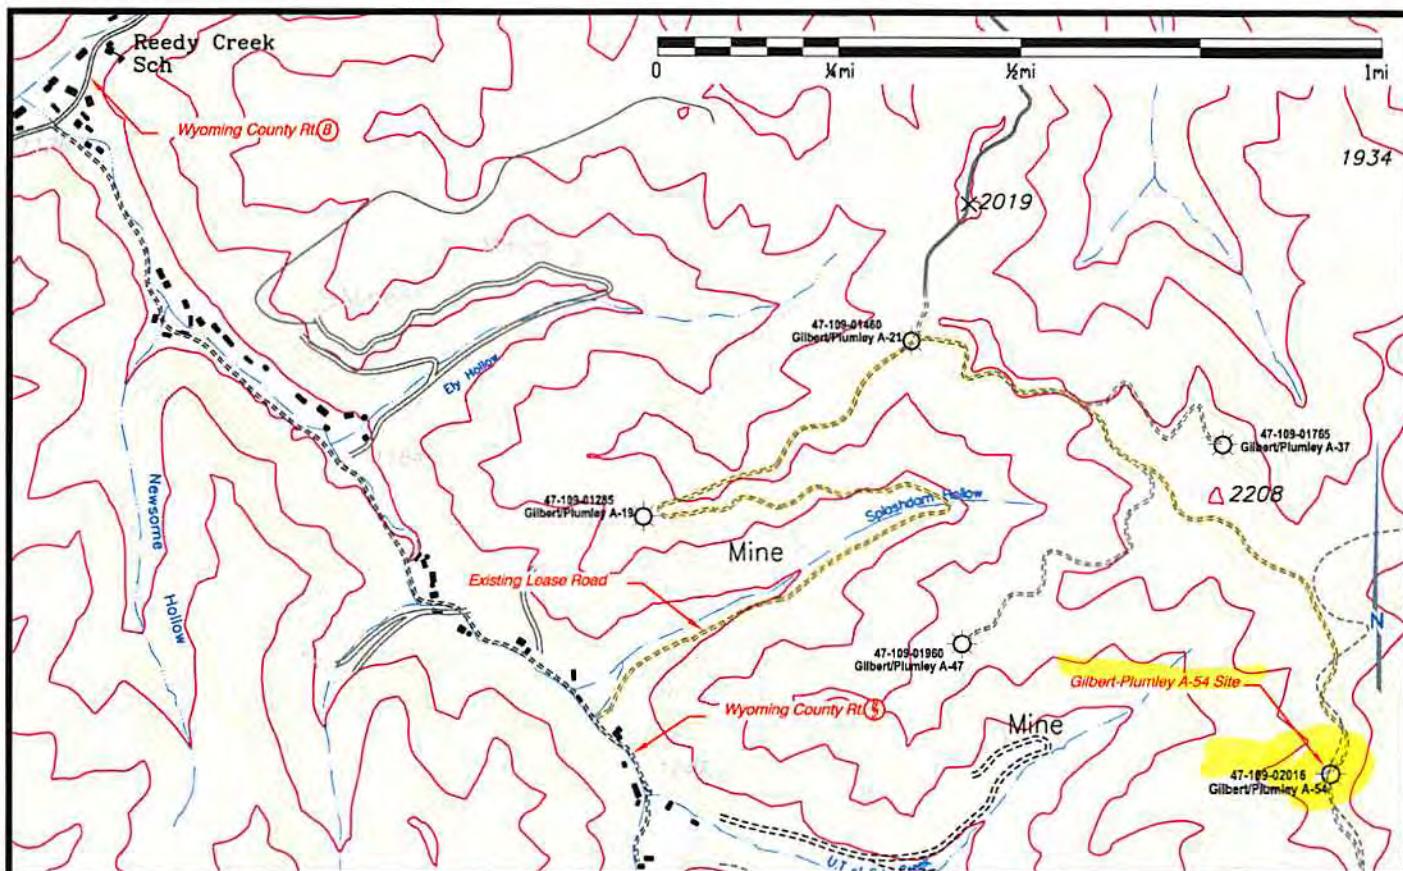 Reedy Creek
Sch
0 ¼mi ½mi 1mi
Wyoming County Rt. 8
1934
2019
47-109-01460
Gilbert/Plumley A-21
Ely Hollow
47-109-01765
Gilbert/Plumley A-37
2208
47-109-01285
Gilbert/Plumley A-19
Splashdam Hollow
Newsome
Hollow
Mine
Existing Lease Road
N
47-109-01960
Gilbert/Plumley A-47
Gilbert-Plumley A-54 Site
Wyoming County Rt.
Mine
47-109-02016
Gilbert/Plumley A-54
U.T.